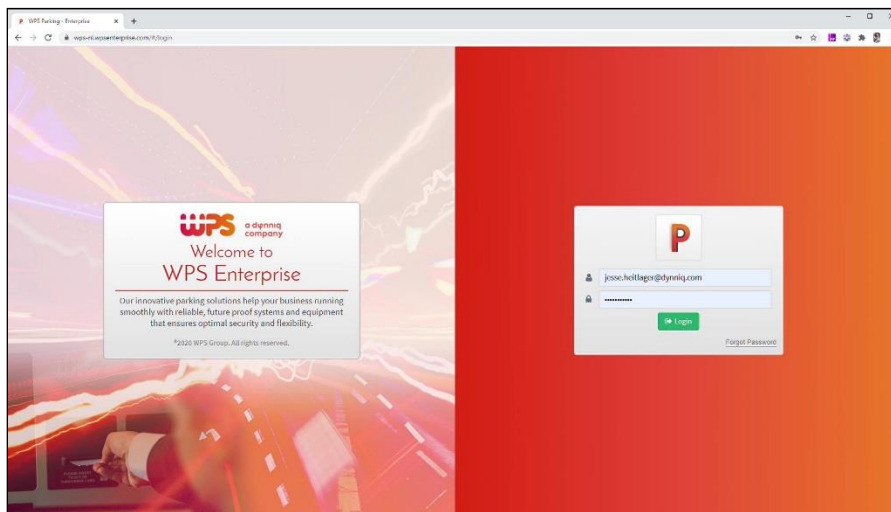 WPS Parking - Enterprise
wps-nl.wpsenterprise.com/#/login
WPS a dynniq
company
Welcome to
WPS Enterprise
Our innovative parking solutions help your business running
smoothly with reliable, future proof systems and equipment
that ensures optimal security and flexibility.
©2020 WPS Group. All rights reserved.
P
jesse.heitlager@dynniq.com
Login
Forgot Password